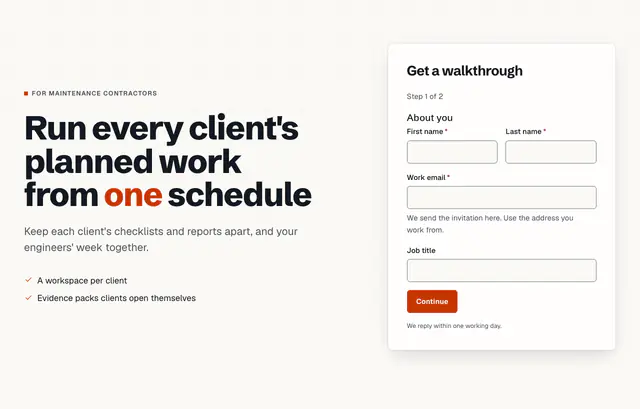 FOR MAINTENANCE CONTRACTORS
Run every client's
planned work
from one schedule
Keep each client's checklists and reports apart, and your
engineers' week together.
A workspace per client
Evidence packs clients open themselves
Get a walkthrough
Step 1 of 2
About you
First name *
Last name *
Work email *
We send the invitation here. Use the address you
work from.
Job title
Continue
We reply within one working day.